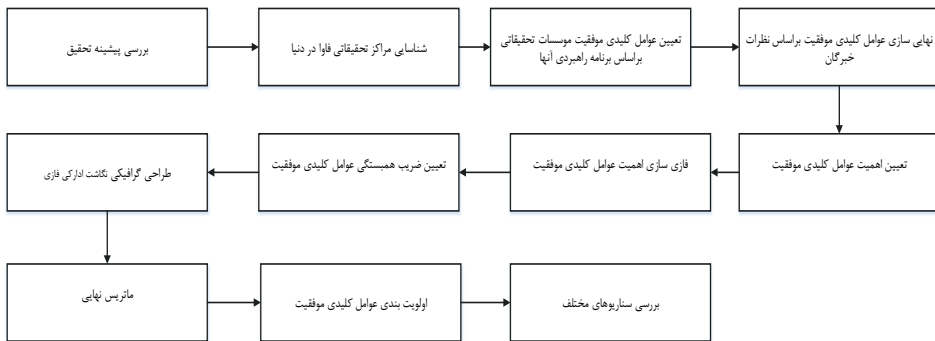 بررسی پیشینه تحقیق
شناسایی مراکز تحقیقاتی فاوا در دنیا
تعیین عوامل کلیدی موفقیت موسسات تحقیقاتی
براساس برنامه راهبردی آنها
نهایی سازی عوامل کلیدی موفقیت براساس نظرات
خبرگان
تعیین اهمیت عوامل کلیدی موفقیت
فازی سازی اهمیت عوامل کلیدی موفقیت
تعیین ضریب همبستگی عوامل کلیدی موفقیت
طراحی گرافیکی نگاشت ادارکی فازی
ماتریس نهایی
اولویت بندی عوامل کلیدی موفقیت
بررسی سناریوهای مختلف